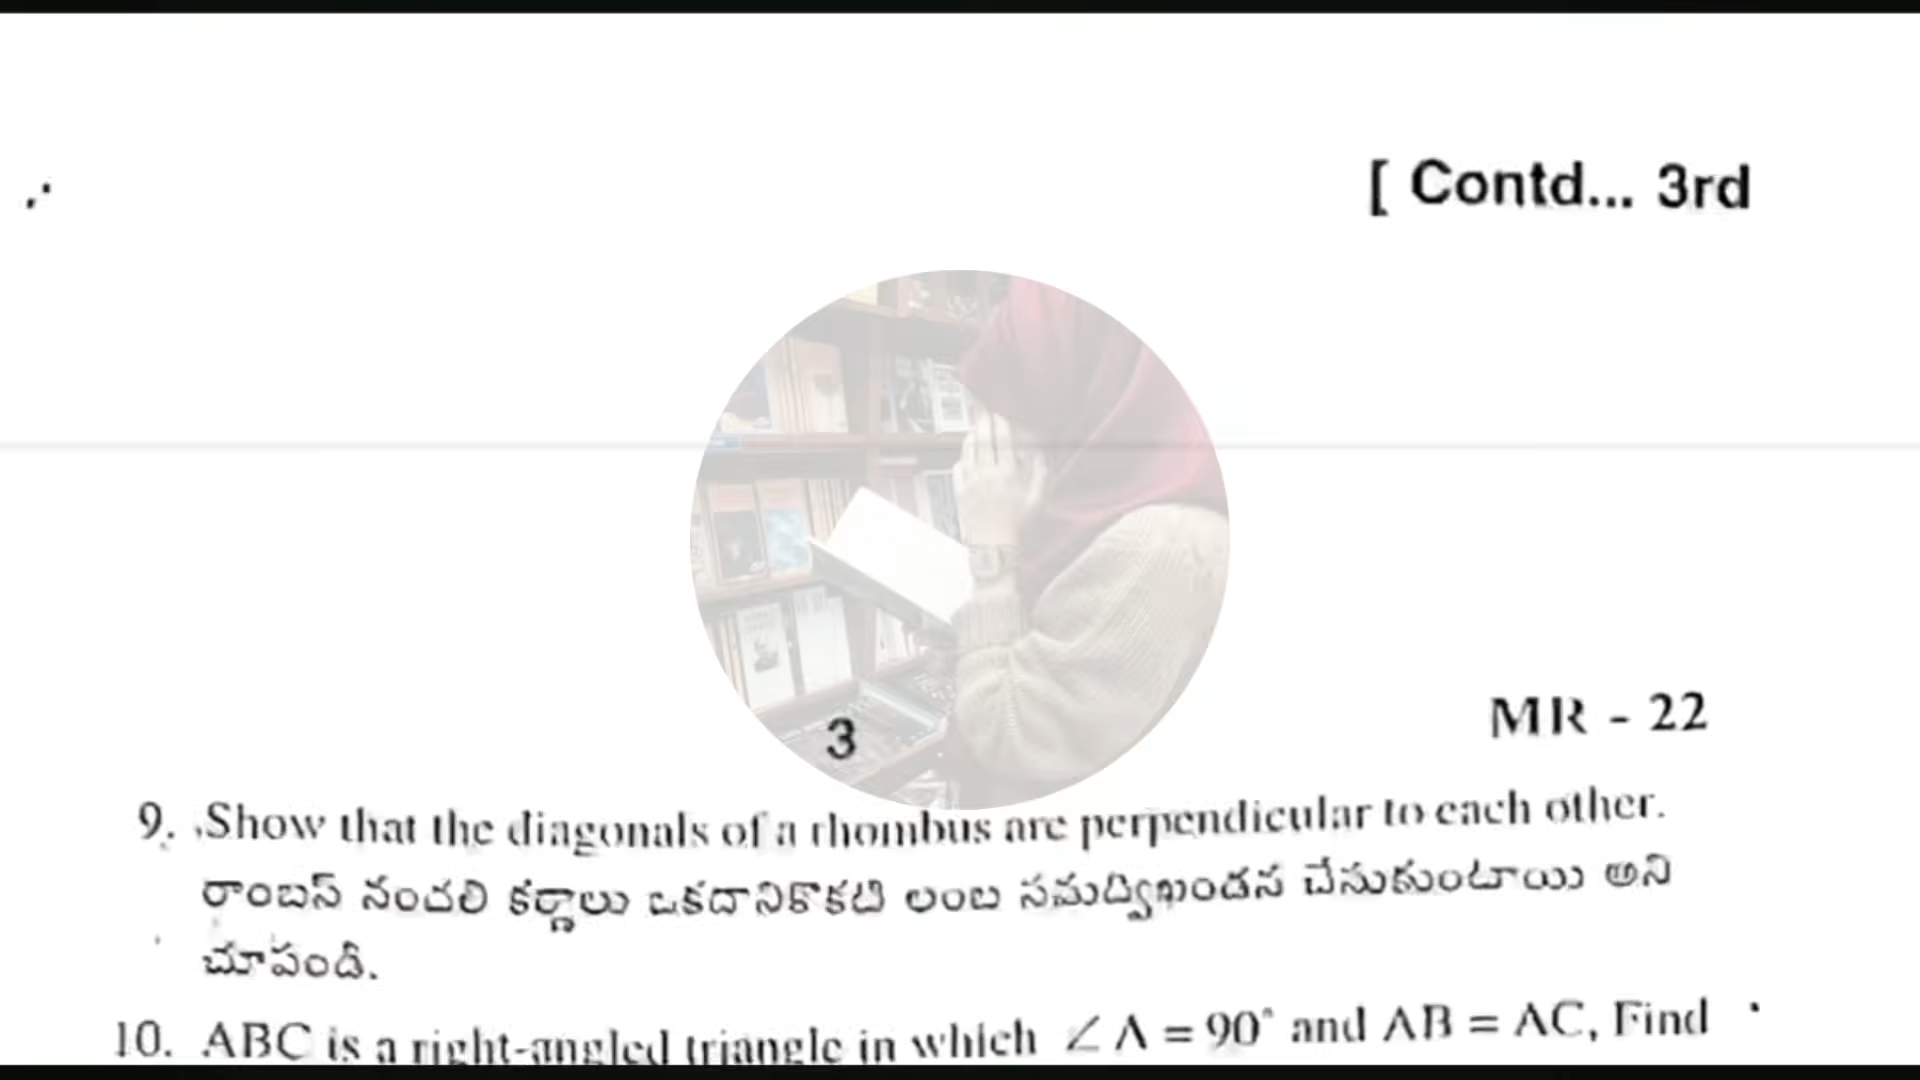 [ Contd... 3rd
3
MR - 22
9. Show that the diagonals of a rhombus are perpendicular to each other.
రాంబస్ నందలి కర్ణాలు ఒకదానికొకటి లంబ సమద్విఖండన చేసుకుంటాయి అని
చూపండి.
10. ABC is a right-angled triangle in which ∠A = 90° and AB = AC, Find